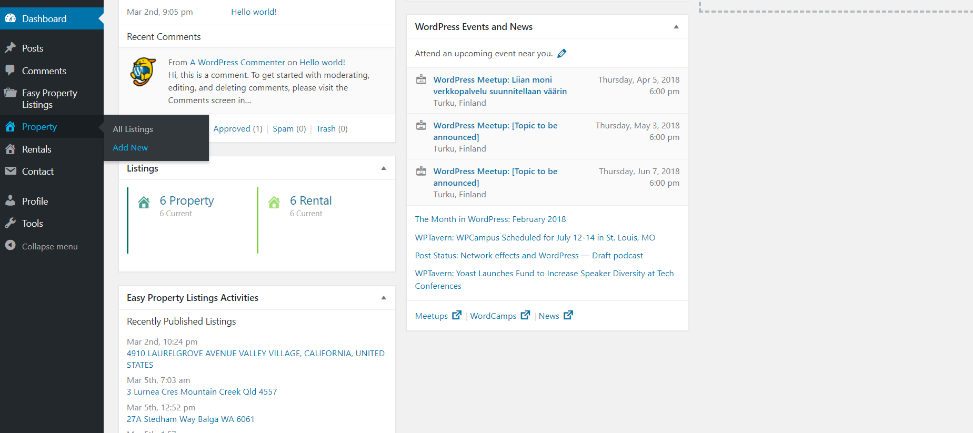 Dashboard
Posts
Comments
Easy Property
Listings
Property
Rentals
Contact
Profile
Tools
Collapse menu
All Listings
Add New
Mar 2nd, 9:05 pm Hello world!
Recent Comments
From A WordPress Commenter on Hello world!
Hi, this is a comment. To get started with moderating,
editing, and deleting comments, please visit the
Comments screen in…
Approved (1) | Spam (0) | Trash (0)
Listings
6 Property
6 Current
6 Rental
6 Current
Easy Property Listings Activities
Recently Published Listings
Mar 2nd, 10:24 pm
4910 LAURELGROVE AVENUE VALLEY VILLAGE, CALIFORNIA, UNITED
STATES
Mar 5th, 7:03 am
3 Lurnea Cres Mountain Creek Qld 4557
Mar 5th, 12:52 pm
27A Stedham Way Balga WA 6061
WordPress Events and News
Attend an upcoming event near you.
WordPress Meetup: Liian moni Thursday, Apr 5, 2018
verkkopalvelu suunnitellaan väärin 6:00 pm
Turku, Finland
WordPress Meetup: [Topic to be Thursday, May 3, 2018
announced] 6:00 pm
Turku, Finland
WordPress Meetup: [Topic to be Thursday, Jun 7, 2018
announced] 6:00 pm
Turku, Finland
The Month in WordPress: February 2018
WPTavern: WPCampus Scheduled for July 12-14 in St. Louis, MO
Post Status: Network effects and WordPress — Draft podcast
WPTavern: Yoast Launches Fund to Increase Speaker Diversity at Tech
Conferences
Meetups | WordCamps | News